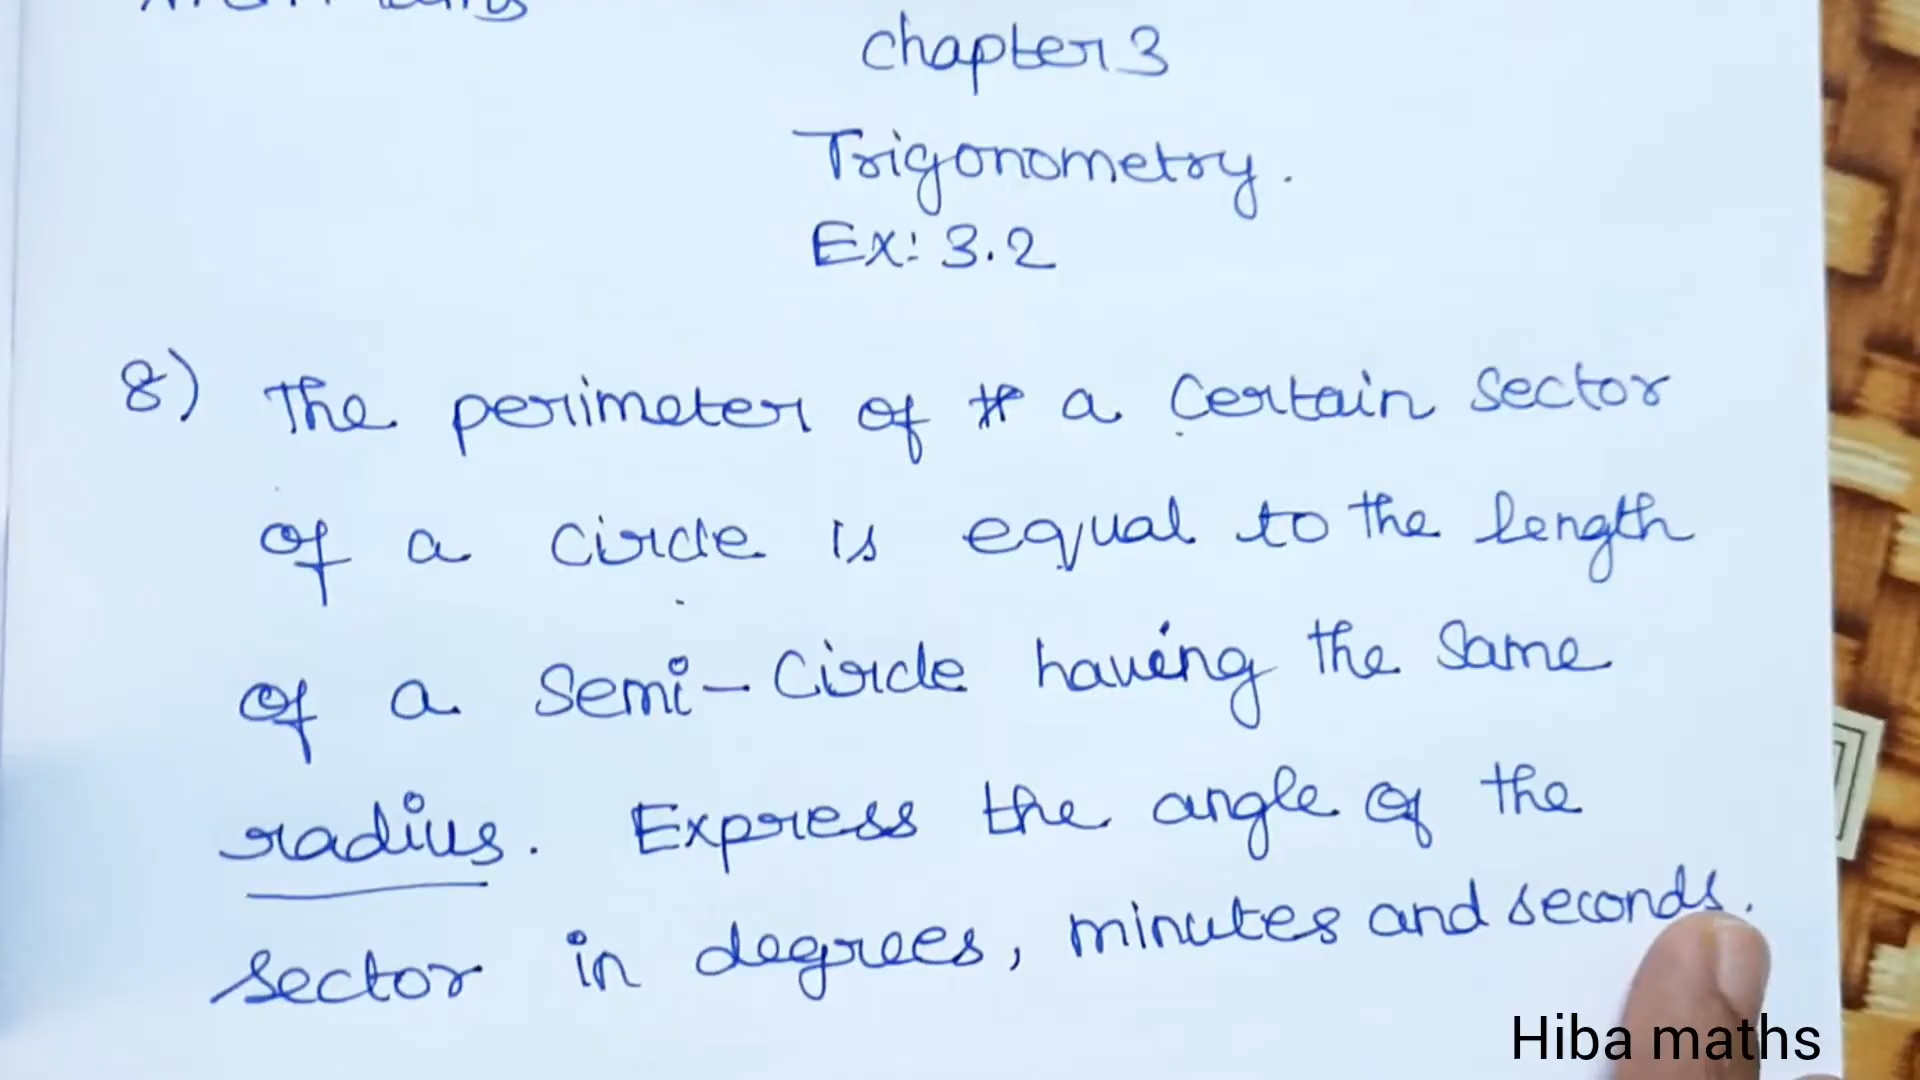 Chapter 3
Trigonometry.
Ex: 3.2
8) The perimeter of a certain sector
of a circle is equal to the length
of a semi-circle having the same
radius. Express the angle of the
sector in degrees, minutes and seconds.
Hiba maths